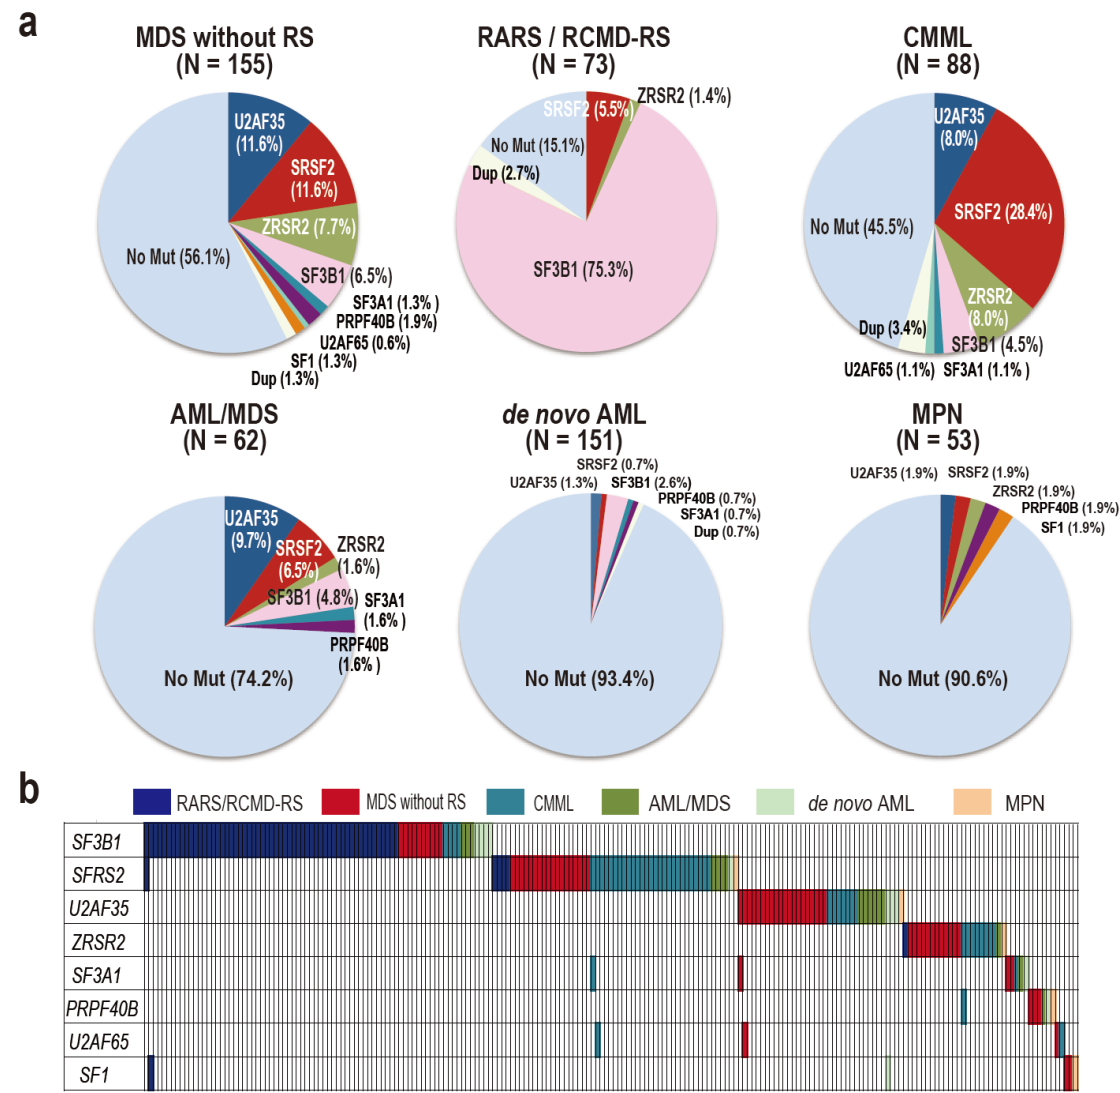 a
MDS without RS
(N = 155)
U2AF35
(11.6%)
SRSF2
(11.6%)
ZRSR2 (7.7%)
SF3B1 (6.5%)
SF3A1 (1.3% )
PRPF40B (1.9%)
U2AF65 (0.6%)
SF1 (1.3%)
Dup (1.3%)
No Mut (56.1%)
RARS / RCMD-RS
(N = 73)
SRSF2 (5.5%)
ZRSR2 (1.4%)
No Mut (15.1%)
Dup (2.7%)
SF3B1 (75.3%)
CMML
(N = 88)
U2AF35
(8.0%)
SRSF2 (28.4%)
No Mut (45.5%)
ZRSR2
(8.0%)
Dup (3.4%)
SF3B1 (4.5%)
U2AF65 (1.1%)
SF3A1 (1.1% )
AML/MDS
(N = 62)
U2AF35
(9.7%)
SRSF2
(6.5%)
ZRSR2
(1.6%)
SF3B1 (4.8%)
SF3A1
(1.6% )
PRPF40B
(1.6% )
No Mut (74.2%)
de novo AML
(N = 151)
SRSF2 (0.7%)
U2AF35 (1.3%)
SF3B1 (2.6%)
PRPF40B (0.7%)
SF3A1 (0.7%)
Dup (0.7%)
No Mut (93.4%)
MPN
(N = 53)
U2AF35 (1.9%)
SRSF2 (1.9%)
ZRSR2 (1.9%)
PRPF40B (1.9%)
SF1 (1.9%)
No Mut (90.6%)
b
RARS/RCMD-RS
MDS without RS
CMML
AML/MDS
de novo AML
MPN
SF3B1
SFRS2
U2AF35
ZRSR2
SF3A1
PRPF40B
U2AF65
SF1